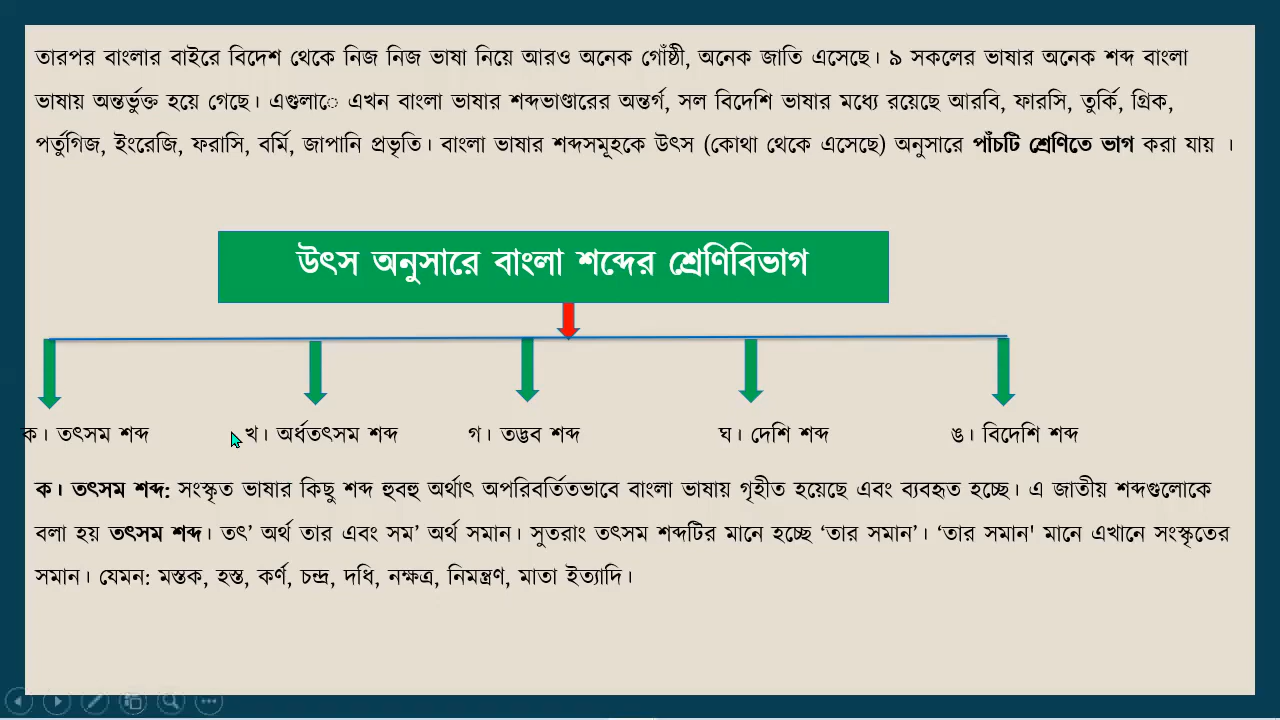 তারপর বাংলার বাইরে বিদেশ থেকে নিজ নিজ ভাষা নিয়ে আরও অনেক গোঁষ্ঠী, অনেক জাতি এসেছে। ৯ সকলের ভাষার অনেক শব্দ বাংলা
ভাষায় অন্তর্ভুক্ত হয়ে গেছে। এগুলাে এখন বাংলা ভাষার শব্দভাণ্ডারের অন্তর্গ, সল বিদেশি ভাষার মধ্যে রয়েছে আরবি, ফারসি, তুর্কি, গ্রিক,
পর্তুগিজ, ইংরেজি, ফরাসি, বর্মি, জাপানি প্রভৃতি। বাংলা ভাষার শব্দসমূহকে উৎস (কোথা থেকে এসেছে) অনুসারে পাঁচটি শ্রেণিতে ভাগ করা যায় ।
উৎস অনুসারে বাংলা শব্দের শ্রেণিবিভাগ
ক। তৎসম শব্দ খ। অর্ধতৎসম শব্দ গ। তদ্ভব শব্দ ঘ। দেশি শব্দ ঙ। বিদেশি শব্দ
ক। তৎসম শব্দ: সংস্কৃত ভাষার কিছু শব্দ হুবহু অর্থাৎ অপরিবর্তিতভাবে বাংলা ভাষায় গৃহীত হয়েছে এবং ব্যবহৃত হচ্ছে। এ জাতীয় শব্দগুলোকে
বলা হয় তৎসম শব্দ। তৎ’ অর্থ তার এবং সম’ অর্থ সমান। সুতরাং তৎসম শব্দটির মানে হচ্ছে ‘তার সমান’। ‘তার সমান' মানে এখানে সংস্কৃতের
সমান। যেমন: মস্তক, হস্ত, কর্ণ, চন্দ্র, দধি, নক্ষত্র, নিমন্ত্রণ, মাতা ইত্যাদি।